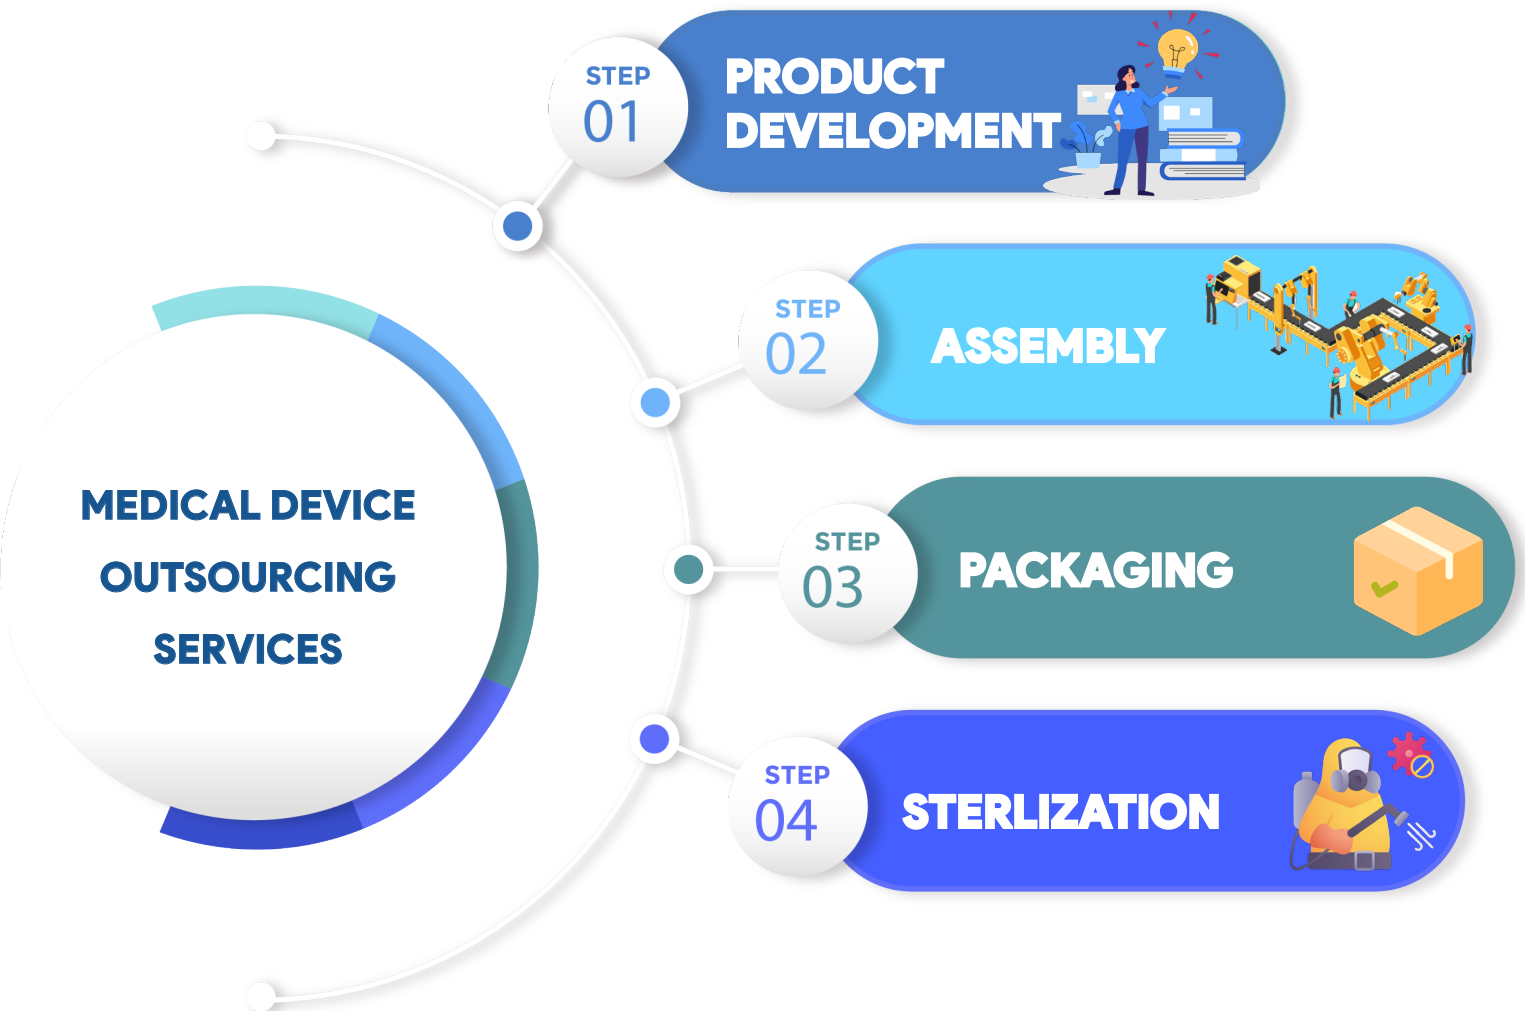 MEDICAL DEVICE
OUTSOURCING
SERVICES
STEP
01
PRODUCT
DEVELOPMENT
STEP
02
ASSEMBLY
STEP
03
PACKAGING
STEP
04
STERLIZATION